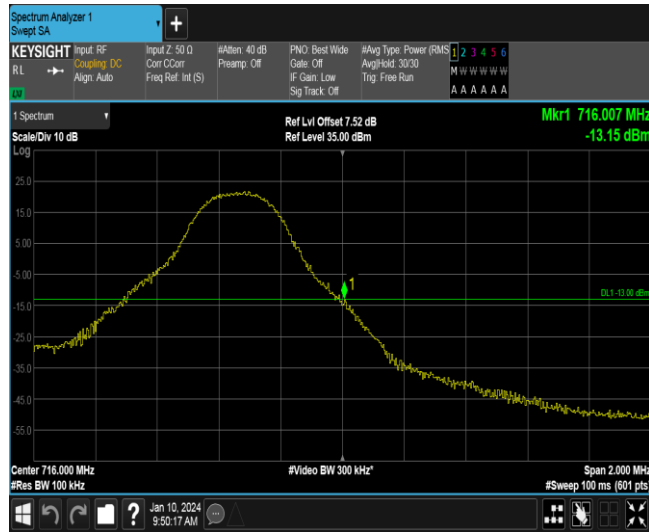 Spectrum Analyzer 1
Swept SA
KEYSIGHT
R L
LXI
Input: RF
Coupling: DC
Align: Auto
Input Z: 50 Ω
Corr CCorr
Freq Ref: Int (S)
#Atten: 40 dB
Preamp: Off
PNO: Best Wide
Gate: Off
IF Gain: Low
Sig Track: Off
#Avg Type: Power (RMS
Avg|Hold: 30/30
Trig: Free Run
1 2 3 4 5 6
M W W W W W
A A A A A A
1 Spectrum
Scale/Div 10 dB
Log
Ref Lvl Offset 7.52 dB
Ref Level 35.00 dBm
Mkr1 716.007 MHz
-13.15 dBm
25.0
15.0
5.00
-5.00
-15.0
-25.0
-35.0
-45.0
-55.0
1
DL1 -13.00 dBm
Center 716.000 MHz
#Res BW 100 kHz
#Video BW 300 kHz*
Span 2.000 MHz
#Sweep 100 ms (601 pts)
?
Jan 10, 2024
9:50:17 AM